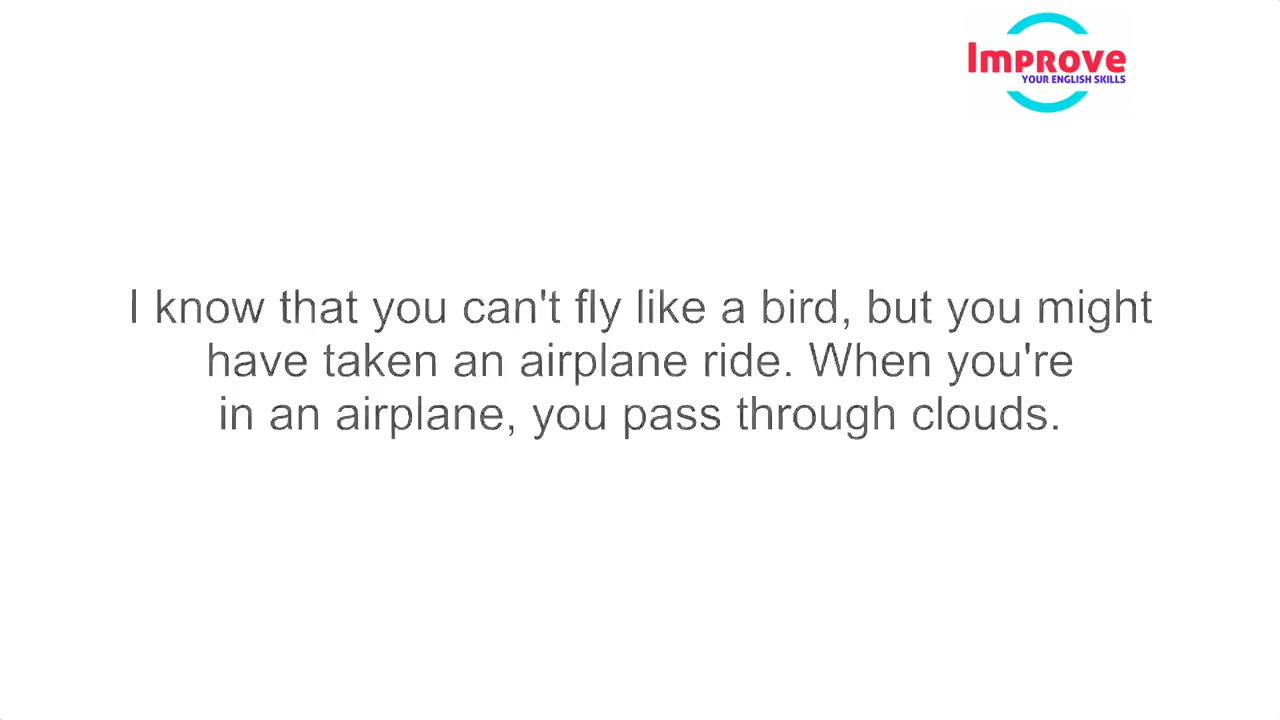 Improve
YOUR ENGLISH SKILLS
I know that you can't fly like a bird, but you might
have taken an airplane ride. When you're
in an airplane, you pass through clouds.